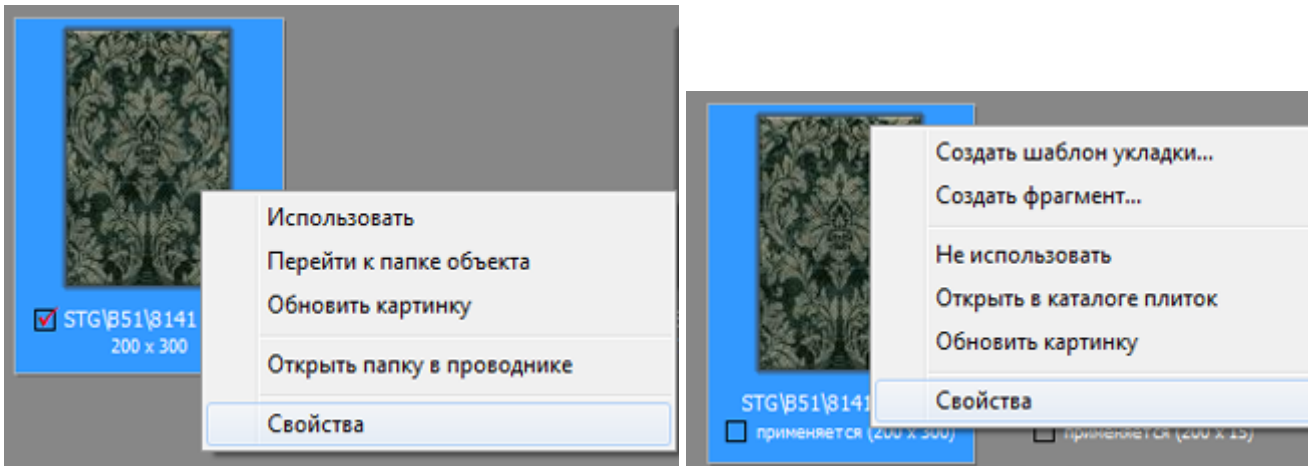 Использовать
Перейти к папке объекта
Обновить картинку
Открыть папку в проводнике
Свойства
STG\B51\8141
200 x 300
Создать шаблон укладки...
Создать фрагмент...
Не использовать
Открыть в каталоге плиток
Обновить картинку
Свойства
STG\B51\8141
применяется (200 x 300)
применяется (200 x 15)